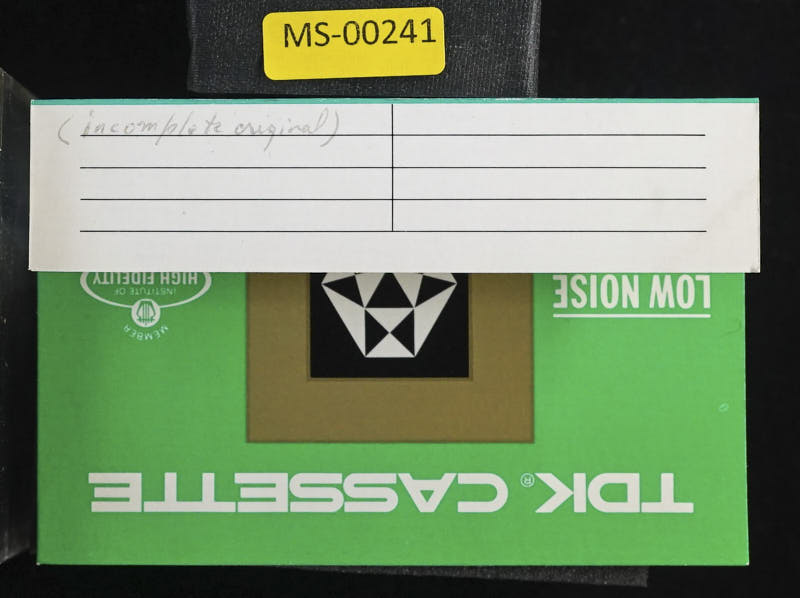 MS-00241
(incomplete original)
TDK® CASSETTE
LOW NOISE
MEMBER
INSTITUTE OF
HIGH FIDELITY